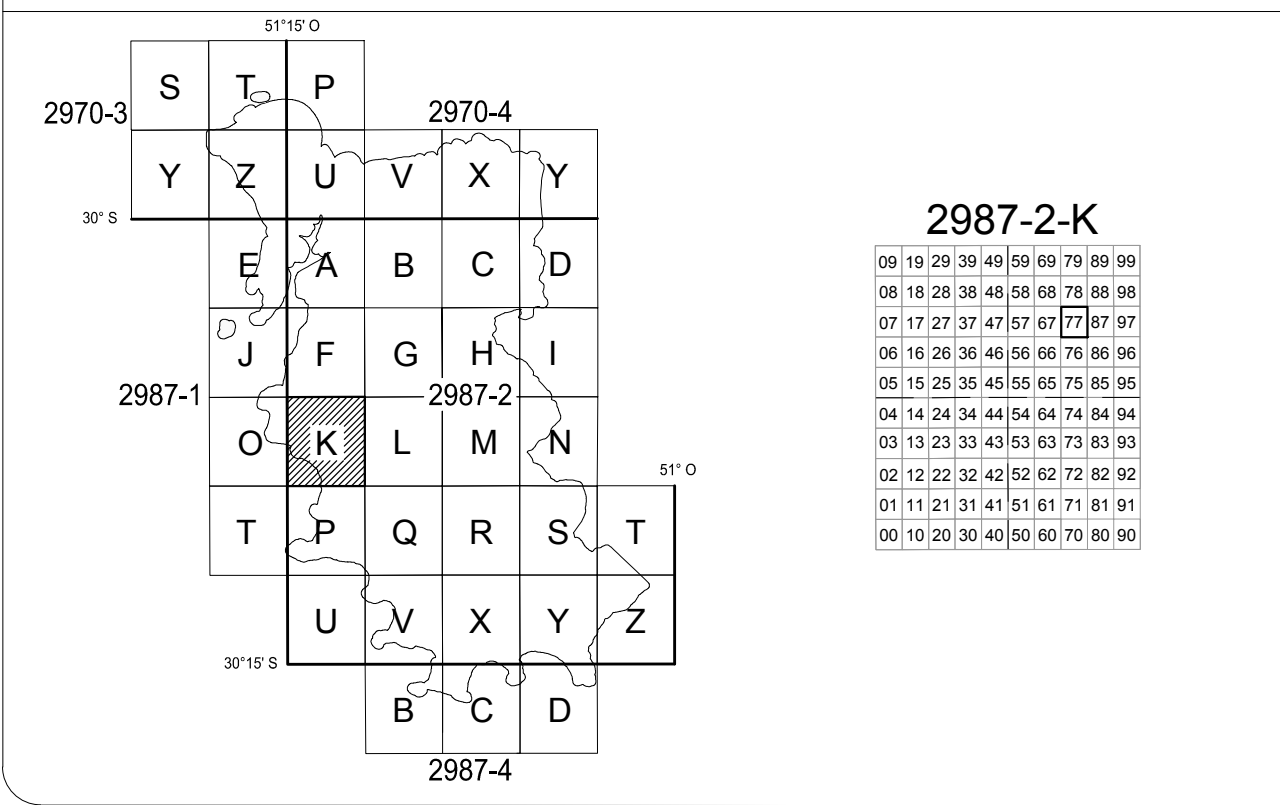 51°15' O
S T P
2970-3 2970-4
Y Z U V X Y
30° S
E A B C D
J F G H I
2987-1 2987-2
O K L M N
51° O
T P Q R S T
U V X Y Z
30°15' S
B C D
2987-4
2987-2-K
09 19 29 39 49 59 69 79 89 99
08 18 28 38 48 58 68 78 88 98
07 17 27 37 47 57 67 77 87 97
06 16 26 36 46 56 66 76 86 96
05 15 25 35 45 55 65 75 85 95
04 14 24 34 44 54 64 74 84 94
03 13 23 33 43 53 63 73 83 93
02 12 22 32 42 52 62 72 82 92
01 11 21 31 41 51 61 71 81 91
00 10 20 30 40 50 60 70 80 90